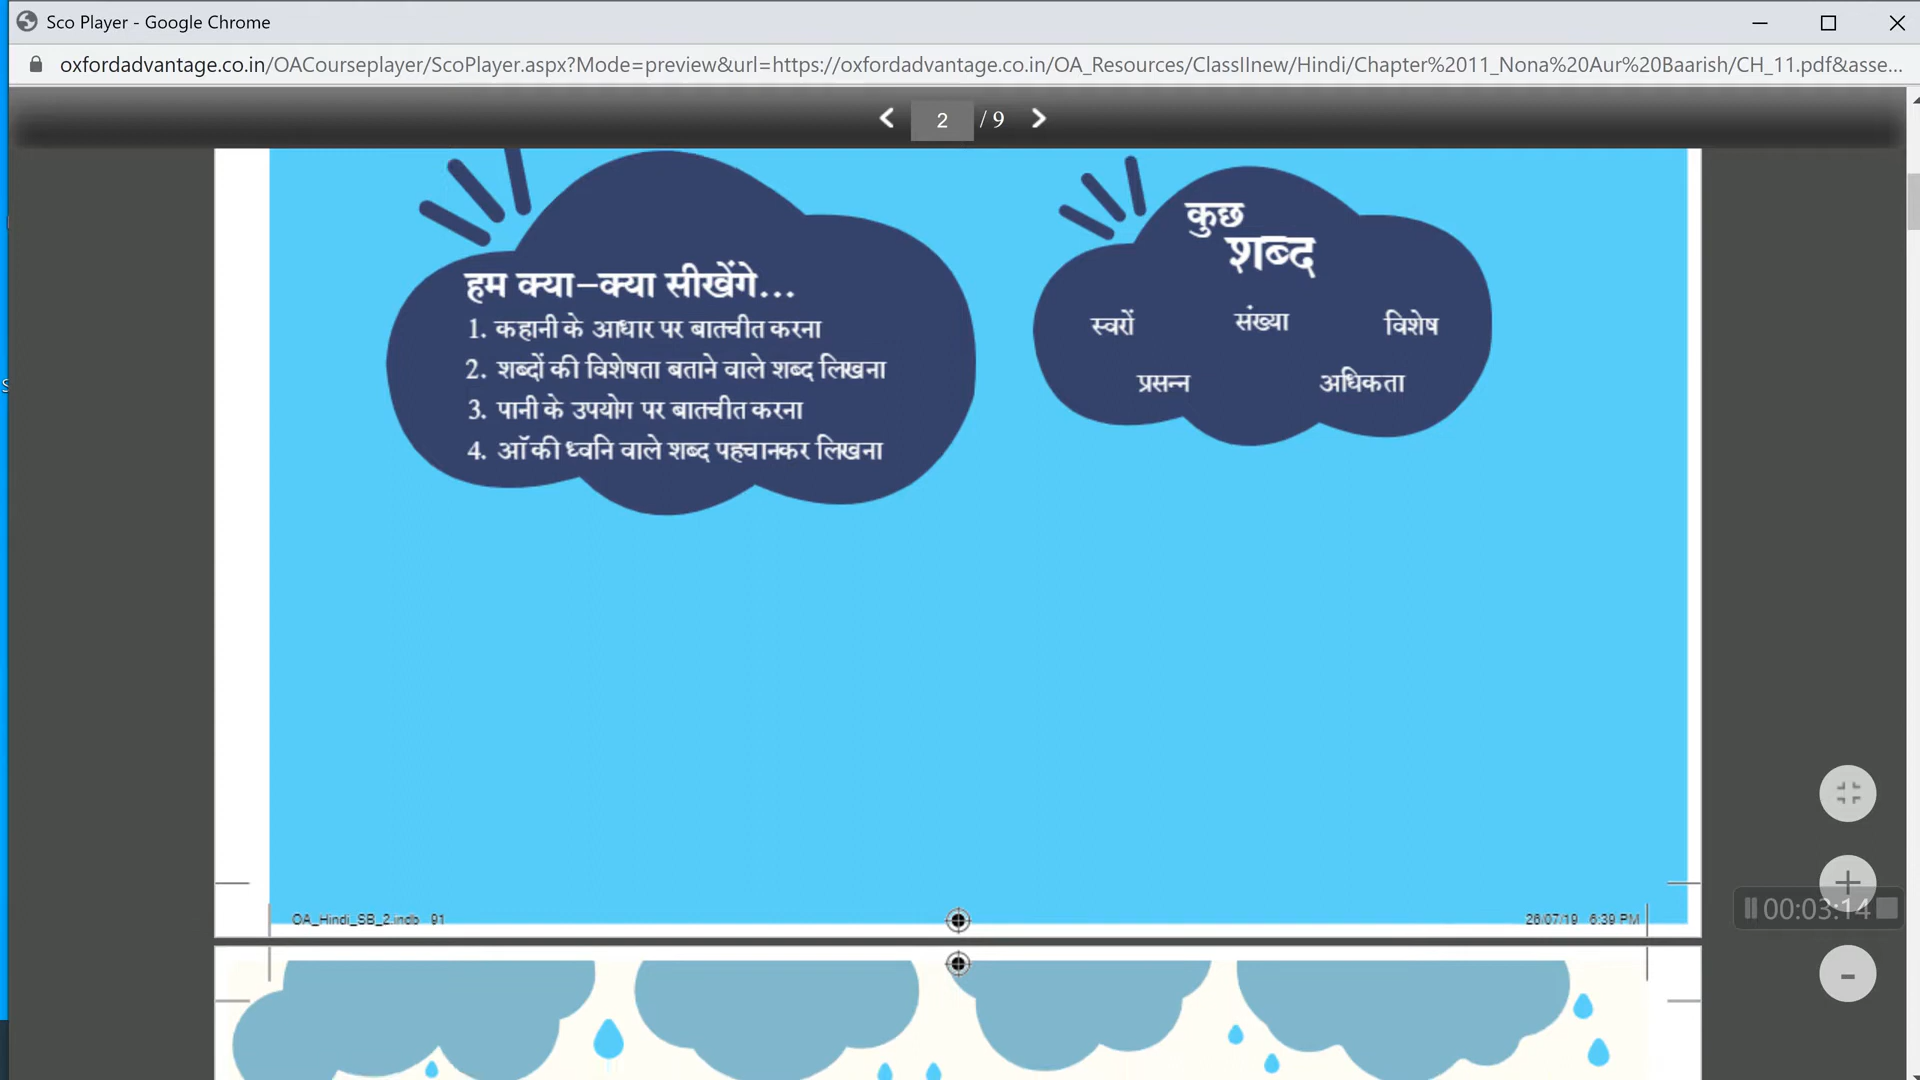 Sco Player - Google Chrome
oxfordadvantage.co.in/OACourseplayer/ScoPlayer.aspx?Mode=preview&url=https://oxfordadvantage.co.in/OA_Resources/ClassIInew/Hindi/Chapter%2011_Nona%20Aur%20Baarish/CH_11.pdf&asse...
2 / 9
हम क्या–क्या सीखेंगे...
1. कहानी के आधार पर बातचीत करना
2. शब्दों की विशेषता बताने वाले शब्द लिखना
3. पानी के उपयोग पर बातचीत करना
4. ऑ की ध्वनि वाले शब्द पहचानकर लिखना
कुछ
शब्द
स्वरों संख्या विशेष
प्रसन्न अधिकता
OA_Hindi_SB_2.indb 91
26/07/19 6:39 PM
00:03:14